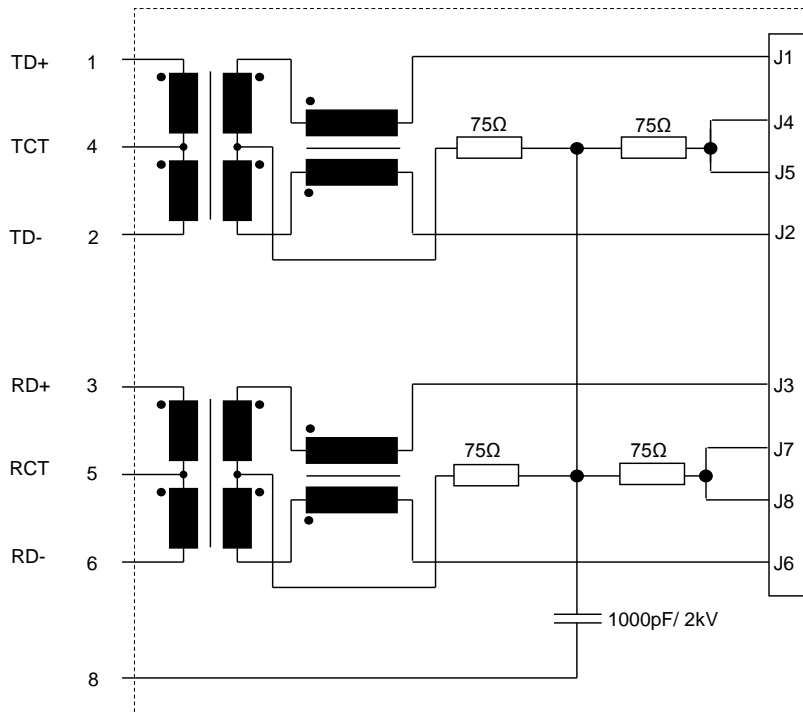 TD+ 1 J1
75Ω 75Ω J4
TCT 4
J5
TD- 2 J2
RD+ 3 J3
75Ω 75Ω J7
RCT 5
J8
RD- 6 J6
1000pF/ 2kV
8